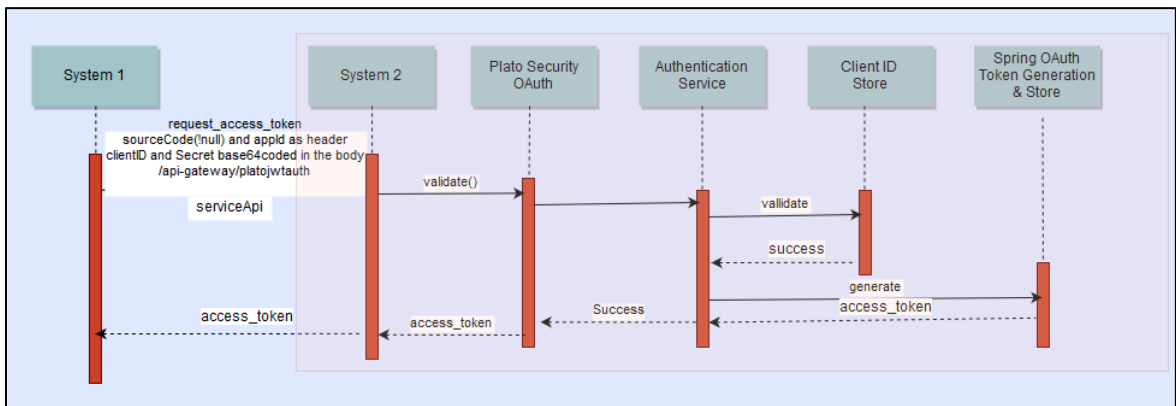 System 1
System 2
Plato Security
OAuth
Authentication
Service
Client ID
Store
Spring OAuth
Token Generation
& Store
request_access_token
sourceCode(!null) and appId as header
clientID and Secret base64coded in the body
/api-gateway/platojwtauth
serviceApi
validate()
vallidate
success
generate
access_token
Success
access_token
access_token